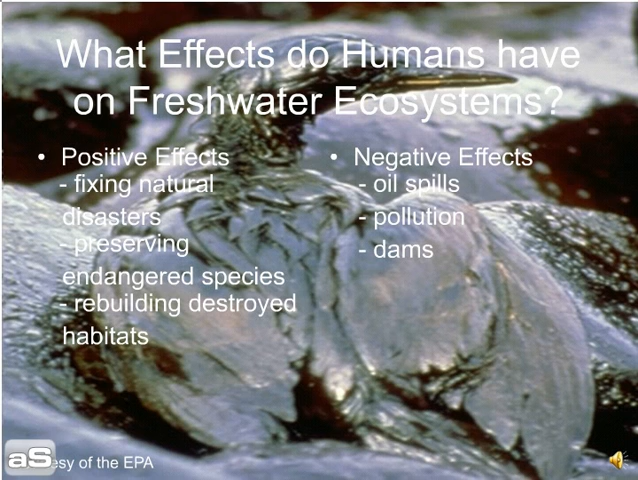 What Effects do Humans have
on Freshwater Ecosystems?
• Positive Effects
- fixing natural
disasters
- preserving
endangered species
- rebuilding destroyed
habitats
• Negative Effects
- oil spills
- pollution
- dams
aS
of the EPA